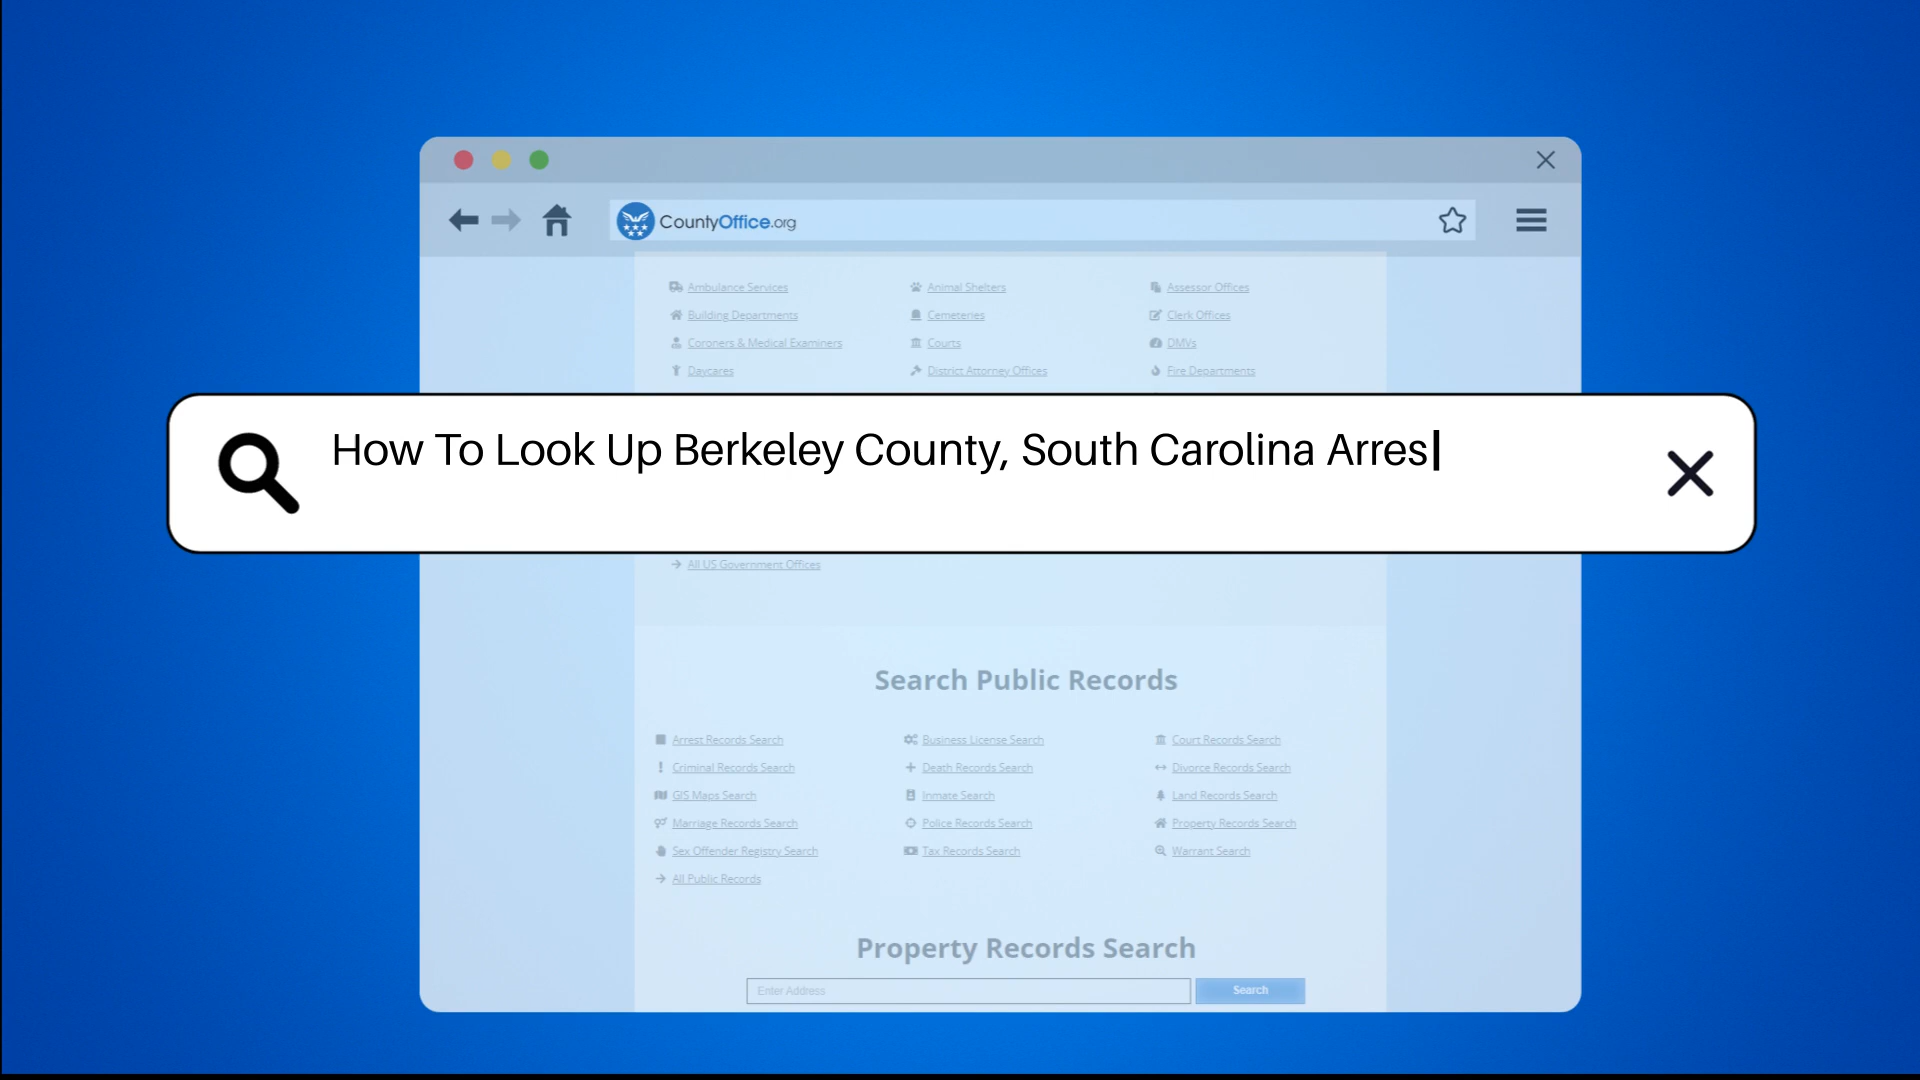 CountyOffice.org
Ambulance Services Animal Shelters Assessor Offices
Building Departments Cemeteries Clerk Offices
Coroners & Medical Examiners Courts DMVs
Daycares District Attorney Offices Fire Departments
How To Look Up Berkeley County, South Carolina Arres
All US Government Offices
Search Public Records
Arrest Records Search Business License Search Court Records Search
Criminal Records Search Death Records Search Divorce Records Search
GIS Maps Search Inmate Search Land Records Search
Marriage Records Search Police Records Search Property Records Search
Sex Offender Registry Search Tax Records Search Warrant Search
All Public Records
Property Records Search
Enter Address Search